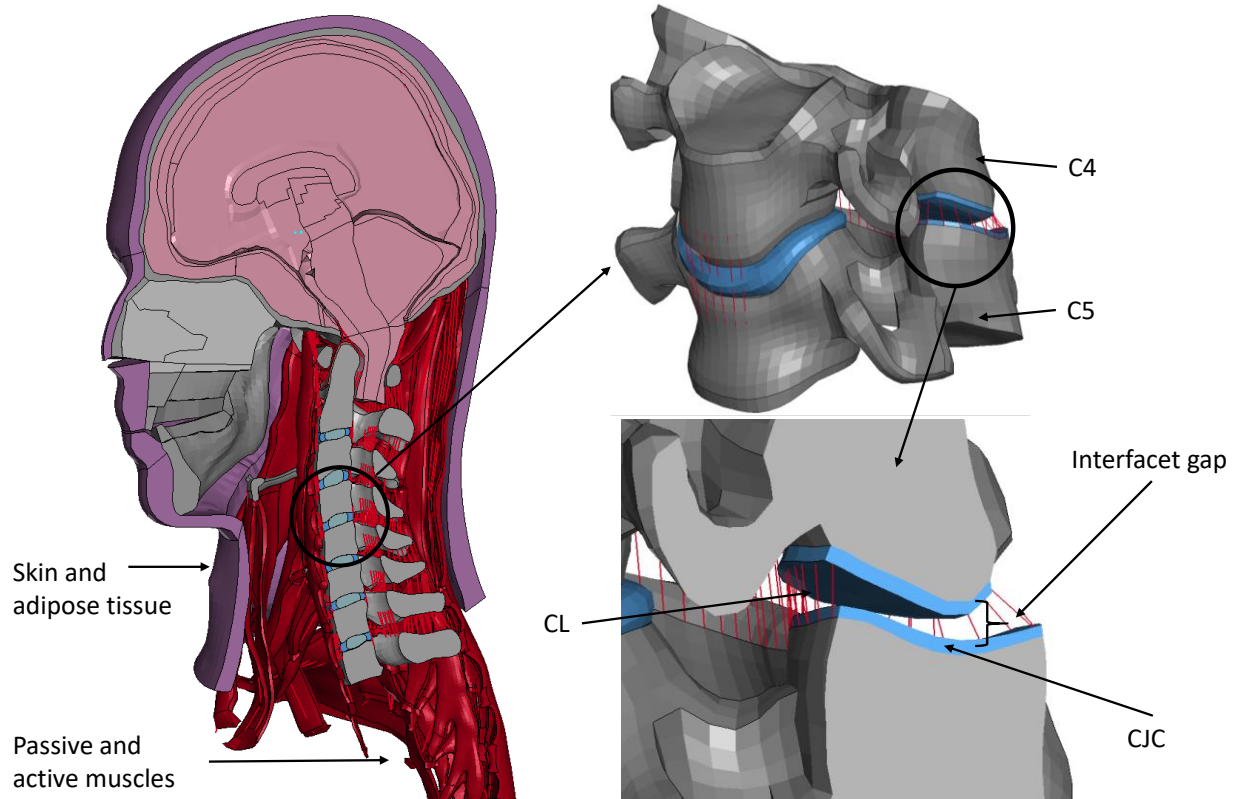 C4
C5
Interfacet gap
Skin and
adipose tissue
CL
CJC
Passive and
active muscles